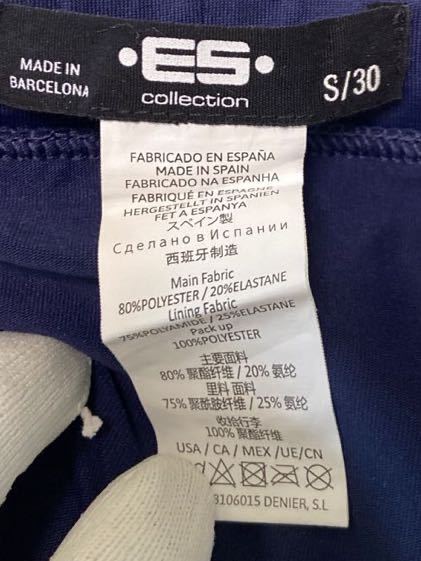 MADE IN
BARCELONA
•ES•
collection
S/30
FABRICADO EN ESPAÑA
MADE IN SPAIN
FABRICADO NA ESPANHA
FABRIQUÉ EN ESPAGNE
HERGESTELLT IN SPANIEN
FET A ESPANYA
スペイン製
Сделано в Испании
西班牙制造
Main Fabric
80%POLYESTER / 20%ELASTANE
Lining Fabric
75%POLYAMIDE / 25%ELASTANE
Pack up
100%POLYESTER
主要面料
80% 聚酯纤维 / 20% 氨纶
里料 面料
75% 聚酰胺纤维 / 25% 氨纶
收拾行李
100% 聚酯纤维
USA / CA / MEX /UE/CN
3106015 DENIER, S.L